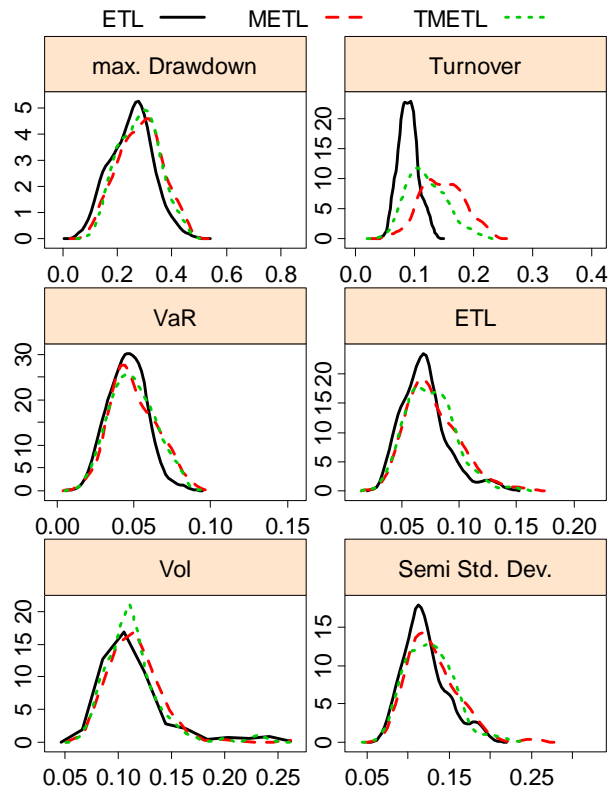 ETL METL TMETL
max. Drawdown Turnover
0 1 2 3 4 5
0 5 10 15 20
0.0 0.2 0.4 0.6 0.8
0.0 0.1 0.2 0.3 0.4
VaR ETL
0 5 10 20 30
0 5 10 15 20
0.00 0.05 0.10 0.15
0.05 0.10 0.15 0.20
Vol Semi Std. Dev.
0 5 10 15 20
0 5 10 15
0.05 0.10 0.15 0.20 0.25
0.05 0.15 0.25